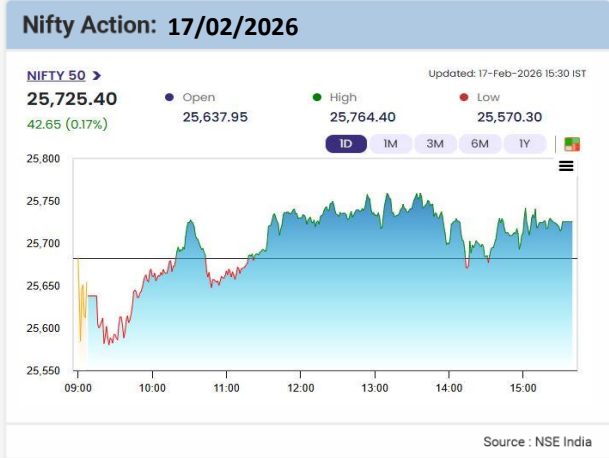 Nifty Action: 17/02/2026
NIFTY 50 >
Updated: 17-Feb-2026 15:30 IST
25,725.40
42.65 (0.17%)
Open
25,637.95
High
25,764.40
Low
25,570.30
1D 1M 3M 6M 1Y
25,800
25,750
25,700
25,650
25,600
25,550
09:00 10:00 11:00 12:00 13:00 14:00 15:00
Source : NSE India